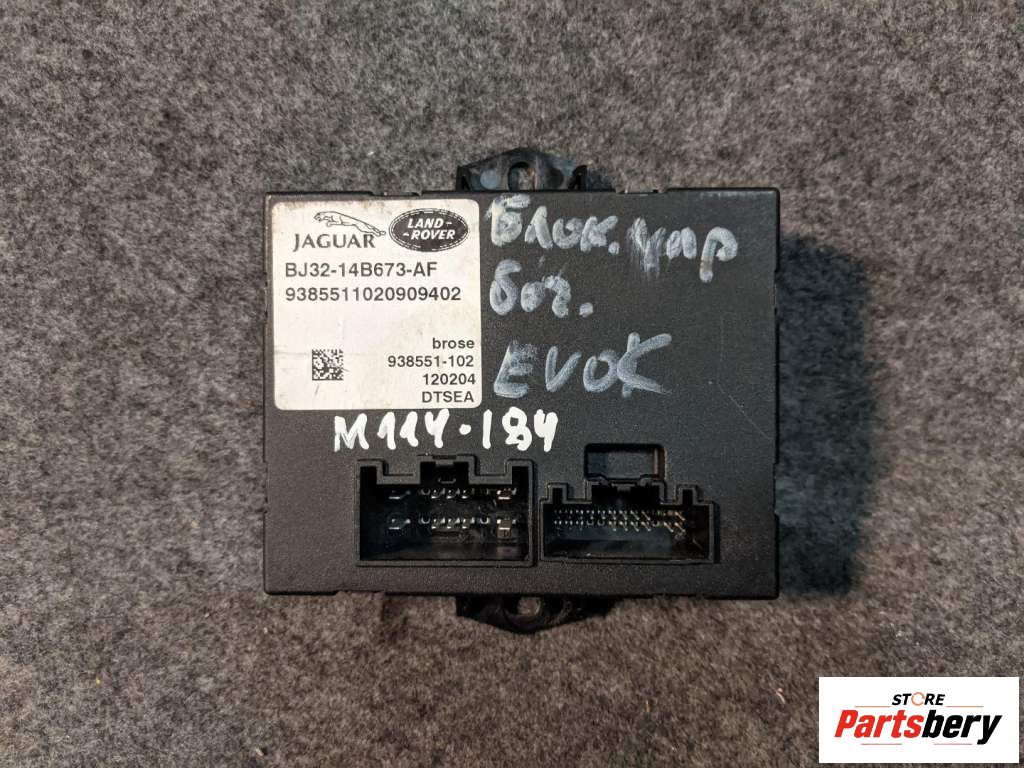 JAGUAR
LAND-
-ROVER
BJ32-14B673-AF
9385511020909402
brose
938551-102
120204
DTSEA
Блок. упр
баг.
EVOK
M114-184
STORE
Partsbery